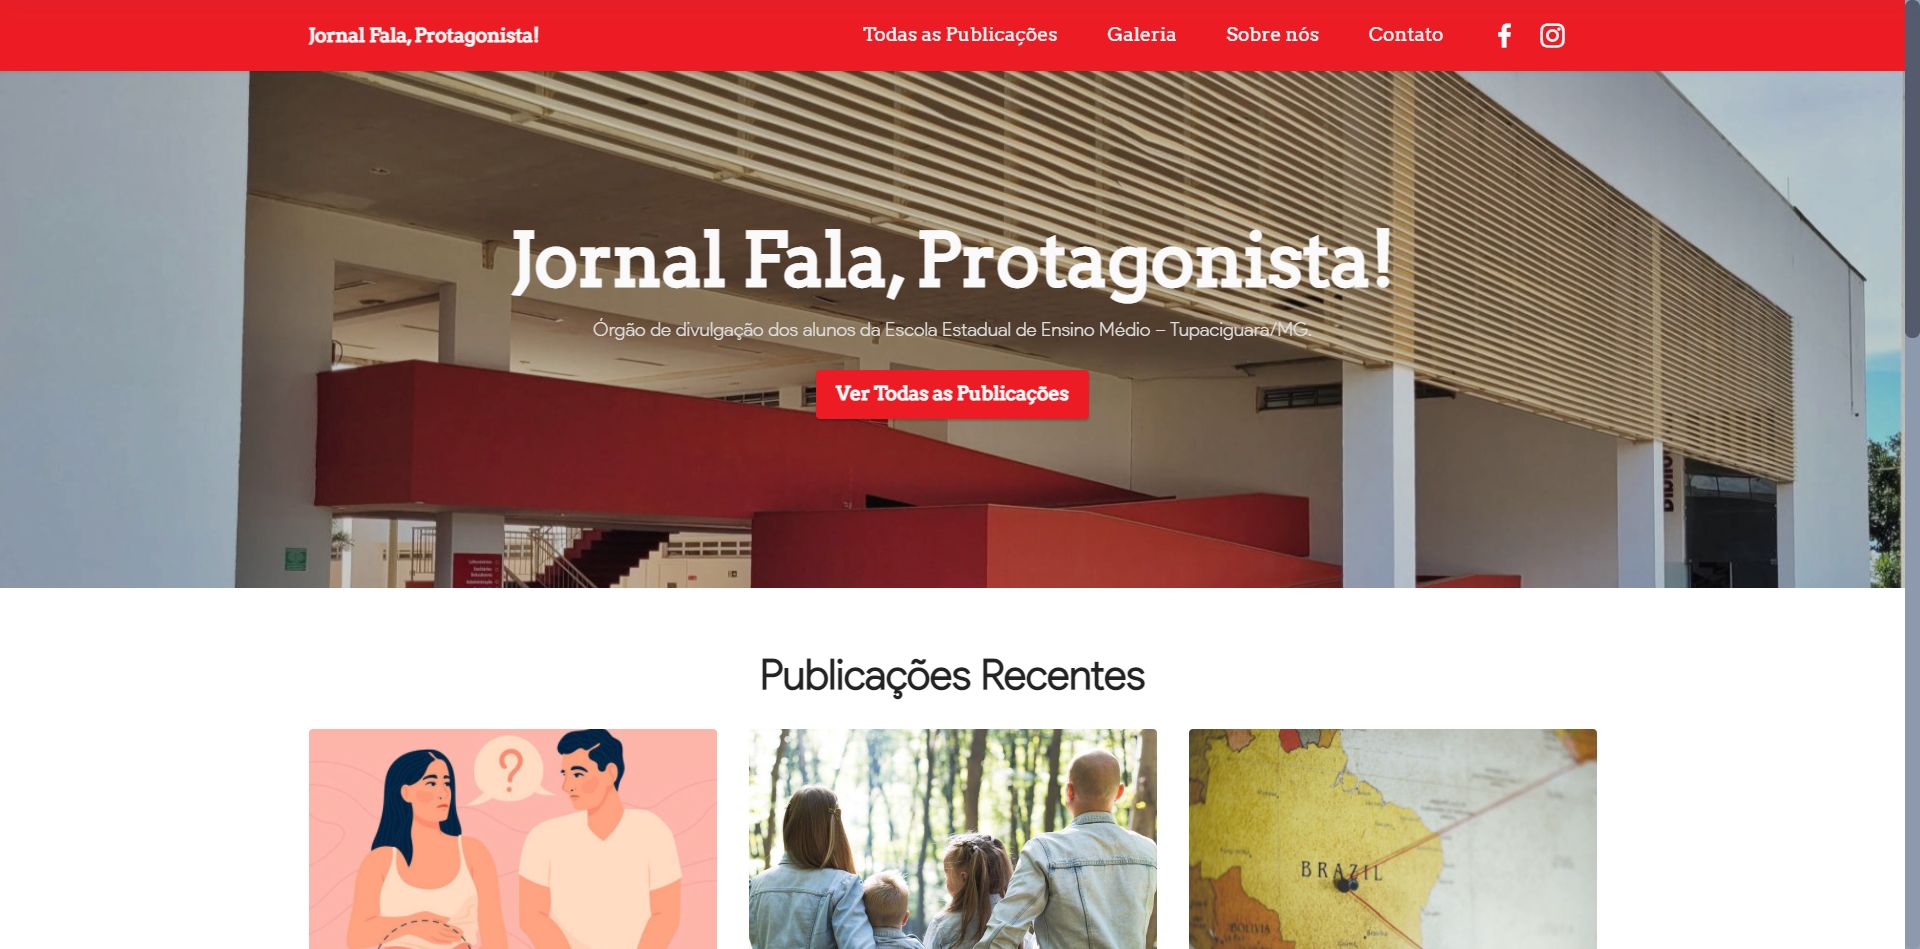 Jornal Fala, Protagonista!
Todas as Publicações
Galeria
Sobre nós
Contato
Jornal Fala, Protagonista!
Órgão de divulgação dos alunos da Escola Estadual de Ensino Médio – Tupaciguara/MG.
Ver Todas as Publicações
Publicações Recentes
?
BRAZIL
BOLIVIA